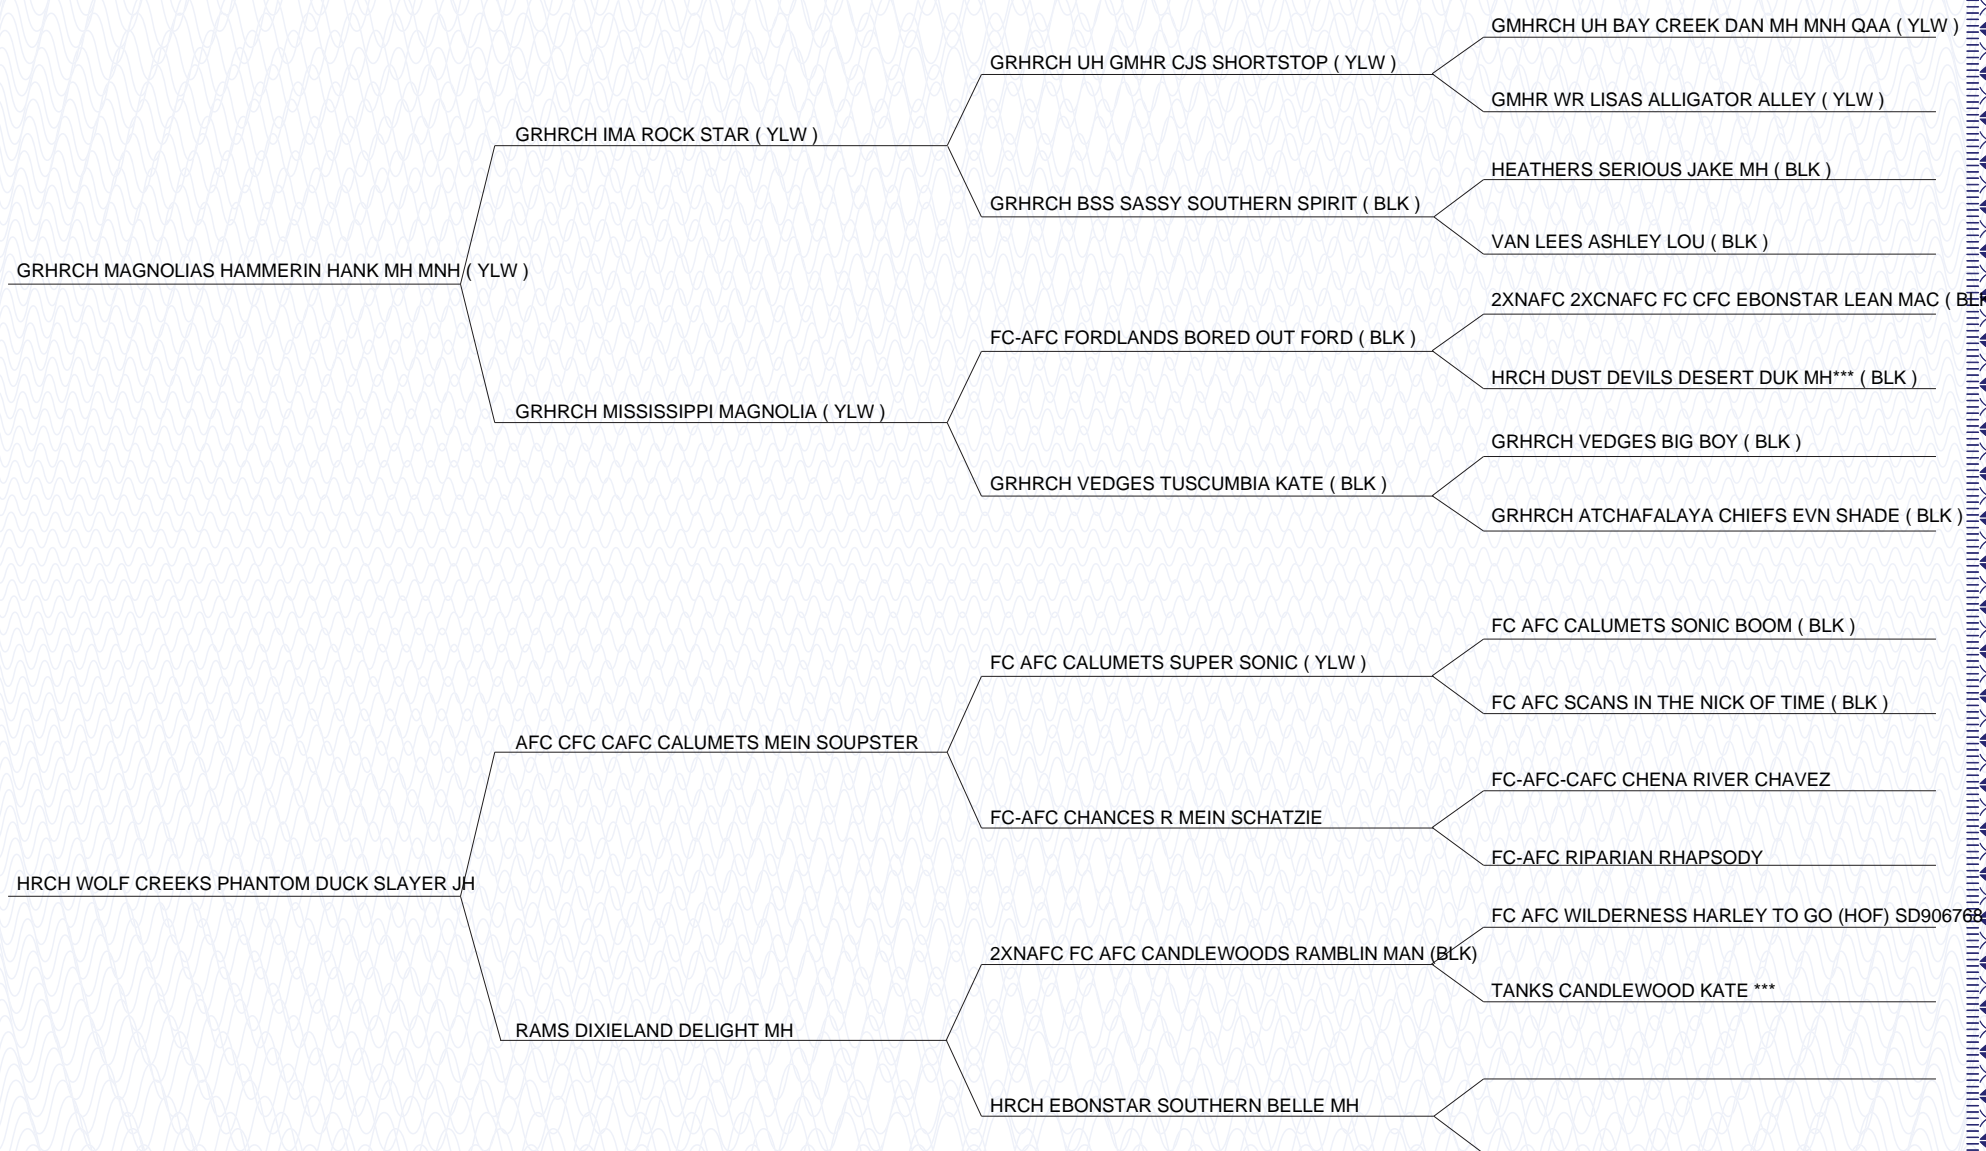 GMHRCH UH BAY CREEK DAN MH MNH QAA ( YLW )
GRHRCH UH GMHR CJS SHORTSTOP ( YLW )
GMHR WR LISAS ALLIGATOR ALLEY ( YLW )
GRHRCH IMA ROCK STAR ( YLW )
HEATHERS SERIOUS JAKE MH ( BLK )
GRHRCH BSS SASSY SOUTHERN SPIRIT ( BLK )
VAN LEES ASHLEY LOU ( BLK )
GRHRCH MAGNOLIAS HAMMERIN HANK MH MNH ( YLW )
2XNAFC 2XCNAFC FC CFC EBONSTAR LEAN MAC ( BLK
FC-AFC FORDLANDS BORED OUT FORD ( BLK )
HRCH DUST DEVILS DESERT DUK MH*** ( BLK )
GRHRCH MISSISSIPPI MAGNOLIA ( YLW )
GRHRCH VEDGES BIG BOY ( BLK )
GRHRCH VEDGES TUSCUMBIA KATE ( BLK )
GRHRCH ATCHAFALAYA CHIEFS EVN SHADE ( BLK )
FC AFC CALUMETS SONIC BOOM ( BLK )
FC AFC CALUMETS SUPER SONIC ( YLW )
FC AFC SCANS IN THE NICK OF TIME ( BLK )
AFC CFC CAFC CALUMETS MEIN SOUPSTER
FC-AFC-CAFC CHENA RIVER CHAVEZ
FC-AFC CHANCES R MEIN SCHATZIE
FC-AFC RIPARIAN RHAPSODY
HRCH WOLF CREEKS PHANTOM DUCK SLAYER JH
FC AFC WILDERNESS HARLEY TO GO (HOF) SD906768
2XNAFC FC AFC CANDLEWOODS RAMBLIN MAN (BLK)
TANKS CANDLEWOOD KATE ***
RAMS DIXIELAND DELIGHT MH
HRCH EBONSTAR SOUTHERN BELLE MH